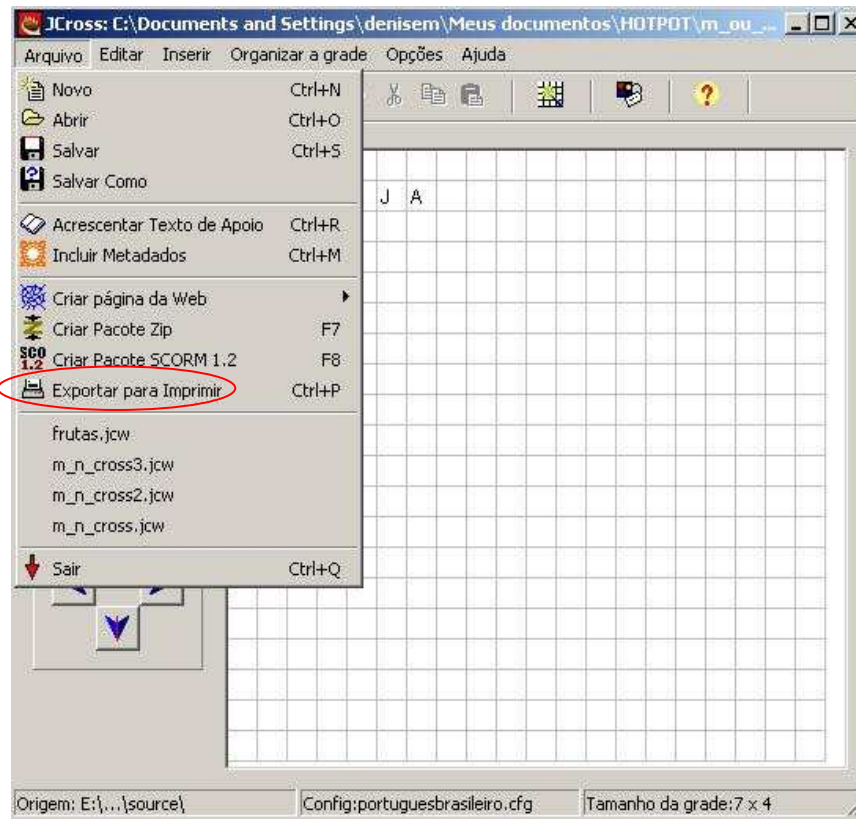 JCross: C:\Documents and Settings\denisem\Meus documentos\HOTPOT\m_ou_...
Arquivo Editar Inserir Organizar a grade Opções Ajuda
Novo Ctrl+N
Abrir Ctrl+O
Salvar Ctrl+S
Salvar Como
J A
Acrescentar Texto de Apoio Ctrl+R
Incluir Metadados Ctrl+M
Criar página da Web
Criar Pacote Zip F7
SCO 1.2 Criar Pacote SCORM 1.2 F8
Exportar para Imprimir Ctrl+P
frutas.jcw
m_n_cross3.jcw
m_n_cross2.jcw
m_n_cross.jcw
Sair Ctrl+Q
Origem: E:\...\source\ Config:portuguesbrasileiro.cfg Tamanho da grade:7 x 4